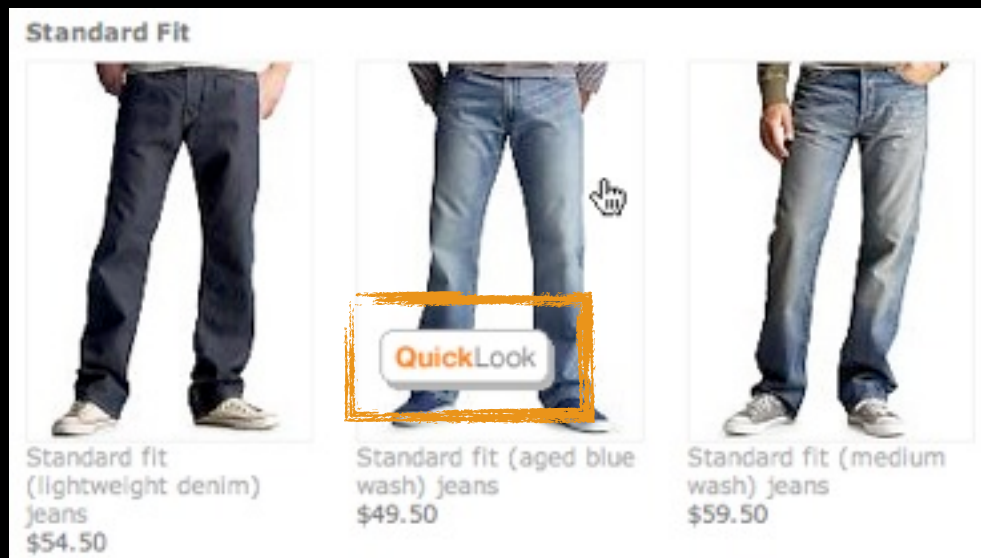 Standard Fit
QuickLook
Standard fit
(lightweight denim)
jeans
$54.50
Standard fit (aged blue
wash) jeans
$49.50
Standard fit (medium
wash) jeans
$59.50